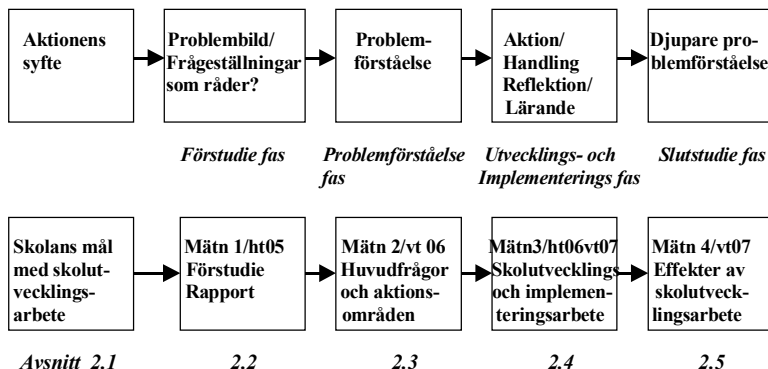 Aktionens
syfte
Problembild/
Frågeställningar
som råder?
Problem-
förståelse
Aktion/
Handling
Reflektion/
Lärande
Djupare pro-
blemförståelse
Förstudie fas
Problemförståelse
fas
Utvecklings- och
Implementerings fas
Slutstudie fas
Skolans mål
med skolut-
vecklings-
arbete
Mätn 1/ht05
Förstudie
Rapport
Mätn 2/vt 06
Huvudfrågor
och aktions-
områden
Mätn3/ht06vt07
Skolutvecklings
och implemen-
teringsarbete
Mätn 4/vt07
Effekter av
skolutveck-
lingsarbete
Avsnitt 2.1
2.2
2.3
2.4
2.5